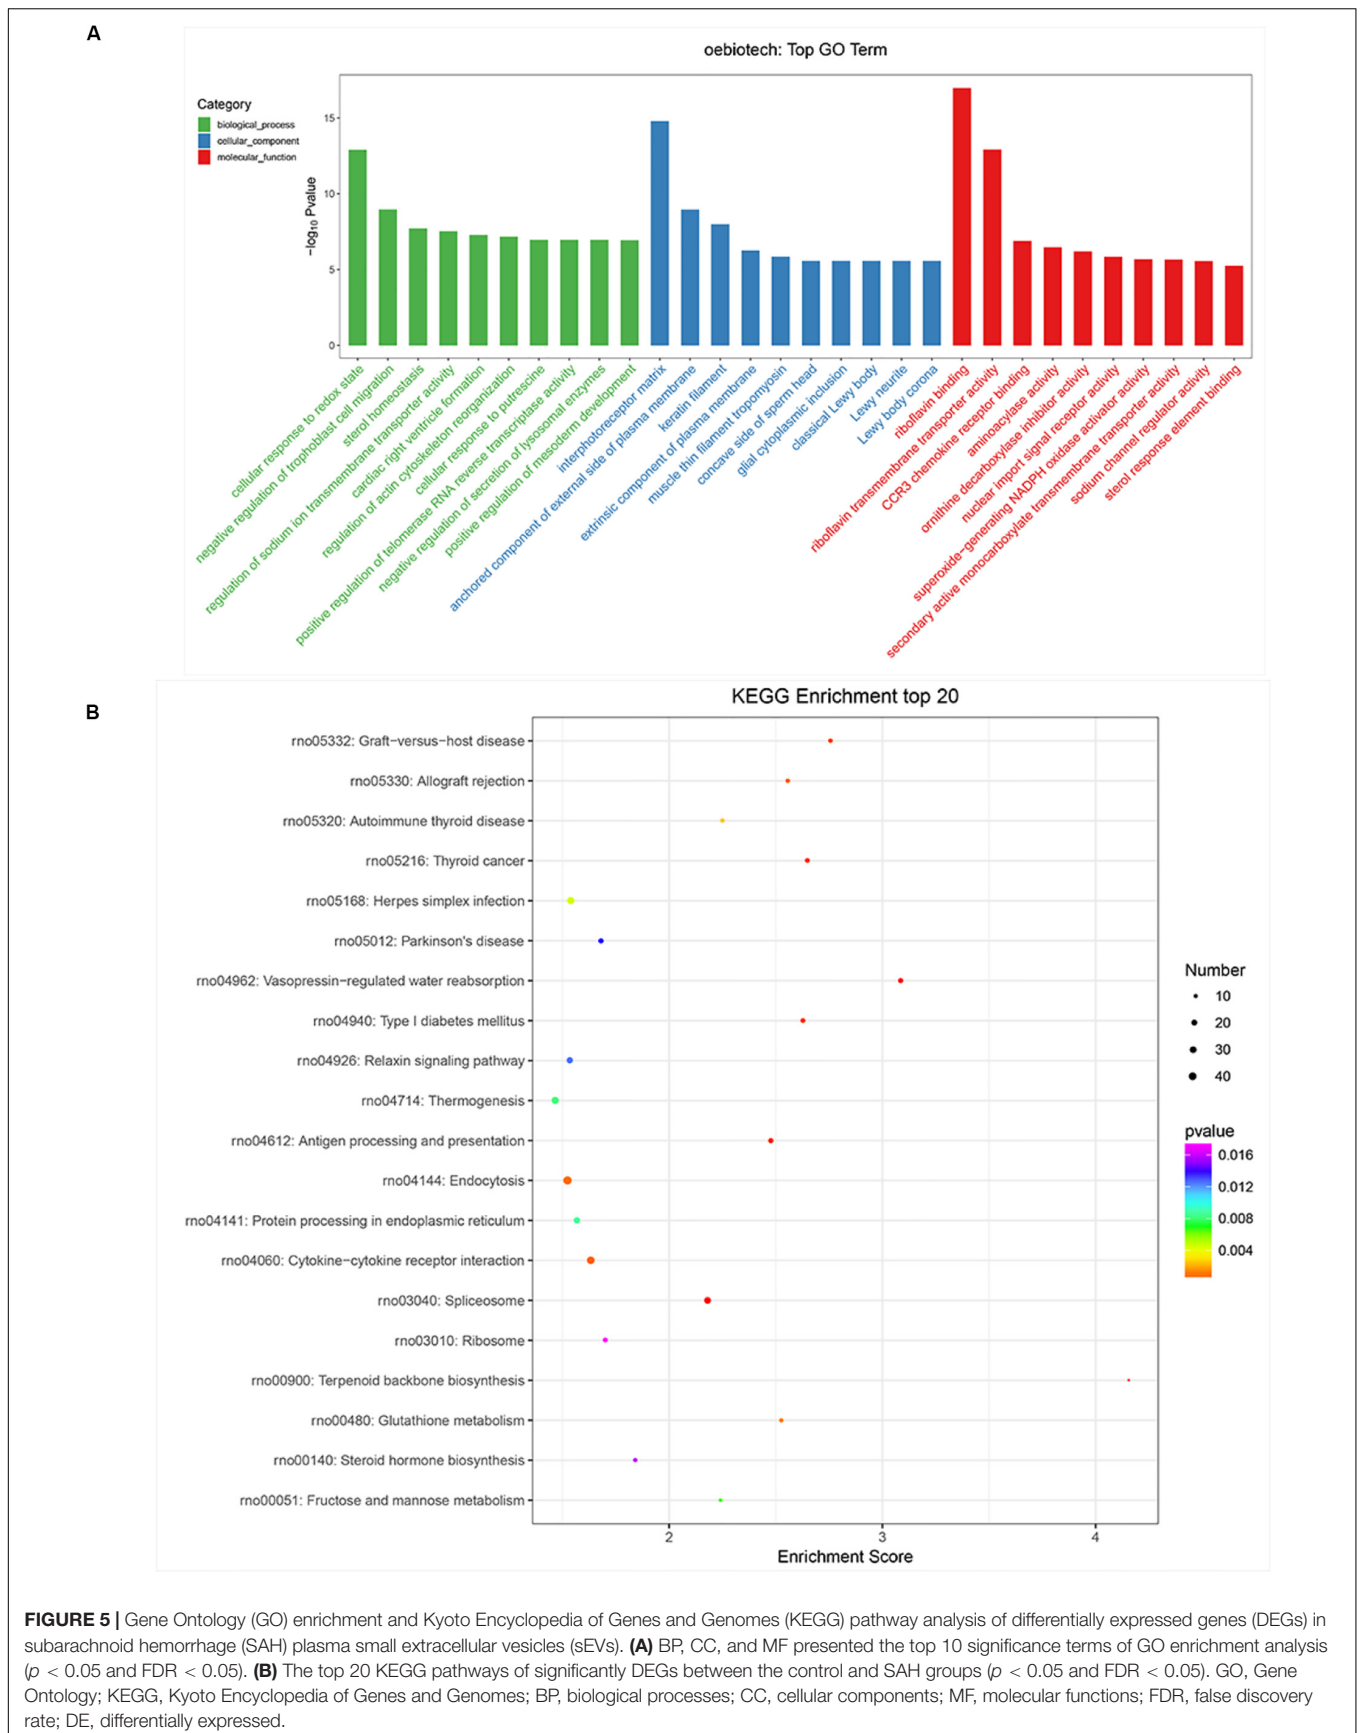 A
oebiotech: Top GO Term
Category
biological_process
cellular_component
molecular_function
−log10 Pvalue
15
10
5
0
cellular response to redox state
negative regulation of trophoblast cell migration
sterol homeostasis
regulation of sodium ion transmembrane transporter activity
cardiac right ventricle formation
regulation of actin cytoskeleton reorganization
cellular response to putrescine
positive regulation of telomerase RNA reverse transcriptase activity
negative regulation of secretion of lysosomal enzymes
positive regulation of mesoderm development
interphotoreceptor matrix
anchored component of external side of plasma membrane
keratin filament
extrinsic component of plasma membrane
muscle thin filament tropomyosin
concave side of sperm head
glial cytoplasmic inclusion
classical Lewy body
Lewy neurite
Lewy body corona
riboflavin binding
riboflavin transmembrane transporter activity
CCR3 chemokine receptor binding
aminoacylase activity
ornithine decarboxylase inhibitor activity
nuclear import signal receptor activity
superoxide−generating NADPH oxidase activator activity
secondary active monocarboxylate transmembrane transporter activity
sodium channel regulator activity
sterol response element binding
B
KEGG Enrichment top 20
rno05332: Graft−versus−host disease
rno05330: Allograft rejection
rno05320: Autoimmune thyroid disease
rno05216: Thyroid cancer
rno05168: Herpes simplex infection
rno05012: Parkinson's disease
rno04962: Vasopressin−regulated water reabsorption
rno04940: Type I diabetes mellitus
rno04926: Relaxin signaling pathway
rno04714: Thermogenesis
rno04612: Antigen processing and presentation
rno04144: Endocytosis
rno04141: Protein processing in endoplasmic reticulum
rno04060: Cytokine−cytokine receptor interaction
rno03040: Spliceosome
rno03010: Ribosome
rno00900: Terpenoid backbone biosynthesis
rno00480: Glutathione metabolism
rno00140: Steroid hormone biosynthesis
rno00051: Fructose and mannose metabolism
2
3
4
Enrichment Score
Number
10
20
30
40
pvalue
0.016
0.012
0.008
0.004
FIGURE 5 | Gene Ontology (GO) enrichment and Kyoto Encyclopedia of Genes and Genomes (KEGG) pathway analysis of differentially expressed genes (DEGs) in
subarachnoid hemorrhage (SAH) plasma small extracellular vesicles (sEVs). (A) BP, CC, and MF presented the top 10 significance terms of GO enrichment analysis
(p < 0.05 and FDR < 0.05). (B) The top 20 KEGG pathways of significantly DEGs between the control and SAH groups (p < 0.05 and FDR < 0.05). GO, Gene
Ontology; KEGG, Kyoto Encyclopedia of Genes and Genomes; BP, biological processes; CC, cellular components; MF, molecular functions; FDR, false discovery
rate; DE, differentially expressed.